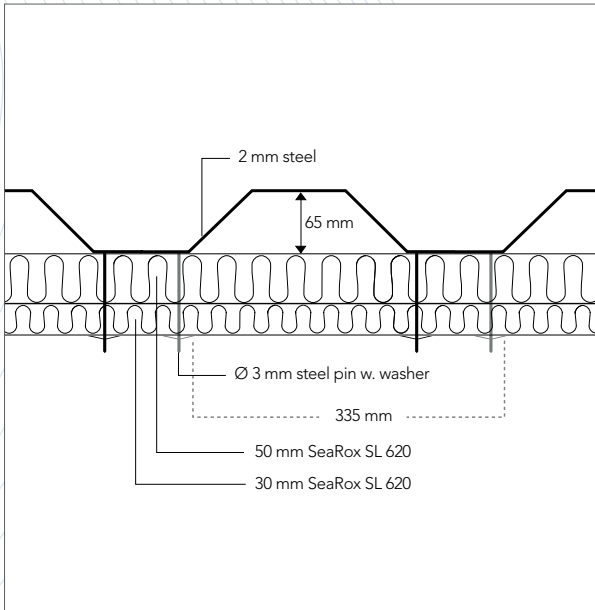 2 mm steel
65 mm
Ø 3 mm steel pin w. washer
335 mm
50 mm SeaRox SL 620
30 mm SeaRox SL 620